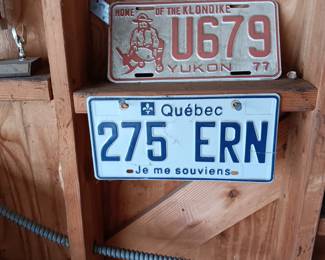 HOME OF THE KLONDIKE
U679
YUKON 77
Québec
275 ERN
Je me souviens